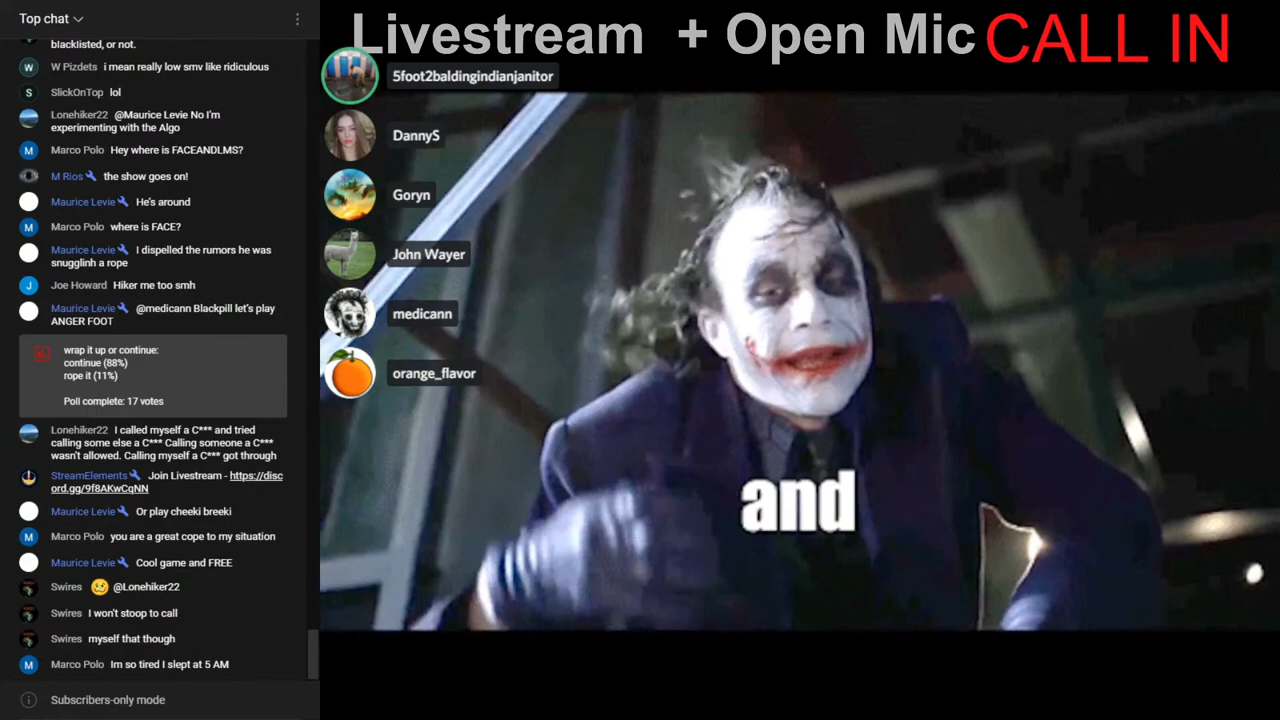 Top chat
blacklisted, or not.
W Pizdets i mean really low smv like ridiculous
SlickOnTop lol
Lonehiker22 @Maurice Levie No I'm
experimenting with the Algo
Marco Polo Hey where is FACEANDLMS?
M Rios the show goes on!
Maurice Levie He's around
Marco Polo where is FACE?
Maurice Levie I dispelled the rumors he was
snugglinh a rope
Joe Howard Hiker me too smh
Maurice Levie @medicann Blackpill let's play
ANGER FOOT
wrap it up or continue:
continue (88%)
rope it (11%)
Poll complete: 17 votes
Lonehiker22 I called myself a C*** and tried
calling some else a C*** Calling someone a C***
wasn't allowed. Calling myself a C*** got through
StreamElements Join Livestream - https://disc
ord.gg/9f8AKwCqNN
Maurice Levie Or play cheeki breeki
Marco Polo you are a great cope to my situation
Maurice Levie Cool game and FREE
Swires @Lonehiker22
Swires I won't stoop to call
Swires myself that though
Marco Polo Im so tired I slept at 5 AM
Subscribers-only mode
Livestream + Open Mic CALL IN
5foot2baldingindianjanitor
DannyS
Goryn
John Wayer
medicann
orange_flavor
and